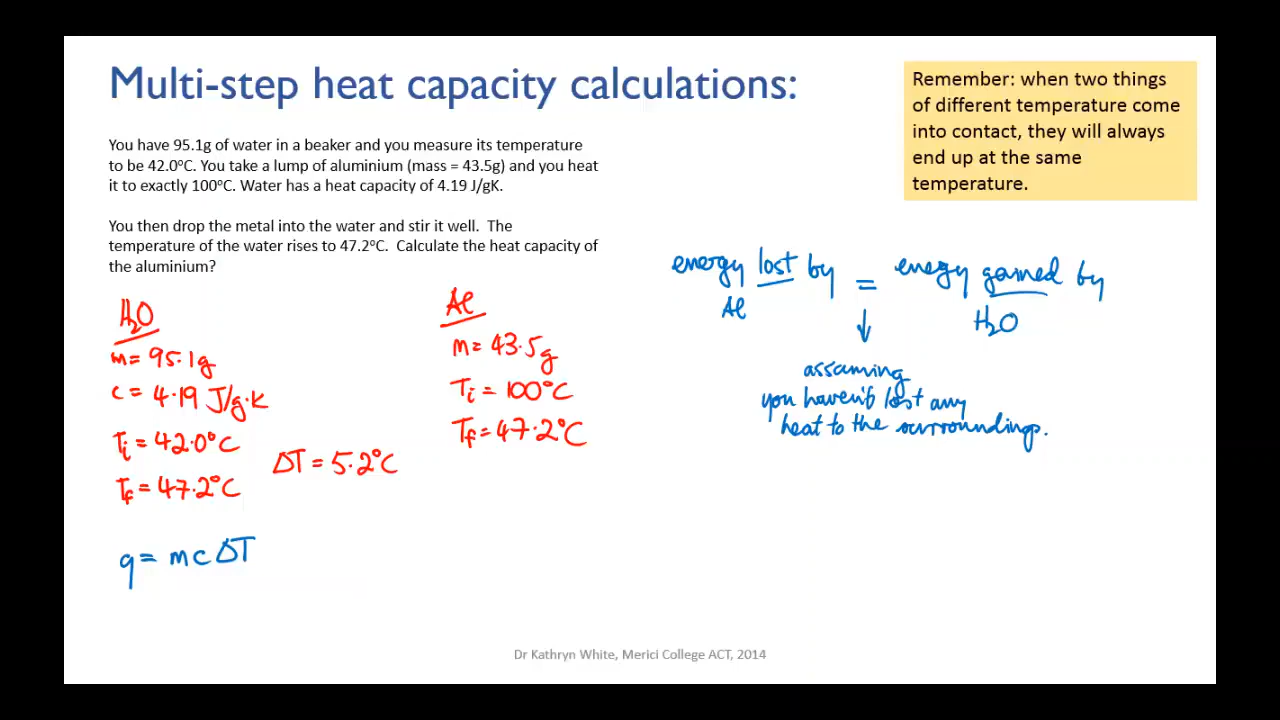 Multi-step heat capacity calculations:
Remember: when two things
of different temperature come
into contact, they will always
end up at the same
temperature.
You have 95.1g of water in a beaker and you measure its temperature
to be 42.0°C. You take a lump of aluminium (mass = 43.5g) and you heat
it to exactly 100°C. Water has a heat capacity of 4.19 J/gK.
You then drop the metal into the water and stir it well. The
temperature of the water rises to 47.2°C. Calculate the heat capacity of
the aluminium?
H₂O
m = 95.1g
c = 4.19 J/g.K
Ti = 42.0°C
Tf = 47.2°C
ΔT = 5.2°C
q = mcΔT
Al
m = 43.5g
Ti = 100°C
Tf = 47.2°C
energy lost by = energy gained by
Al H₂O
↓
assuming
you haven't lost any
heat to the surroundings.
Dr Kathryn White, Merici College ACT, 2014